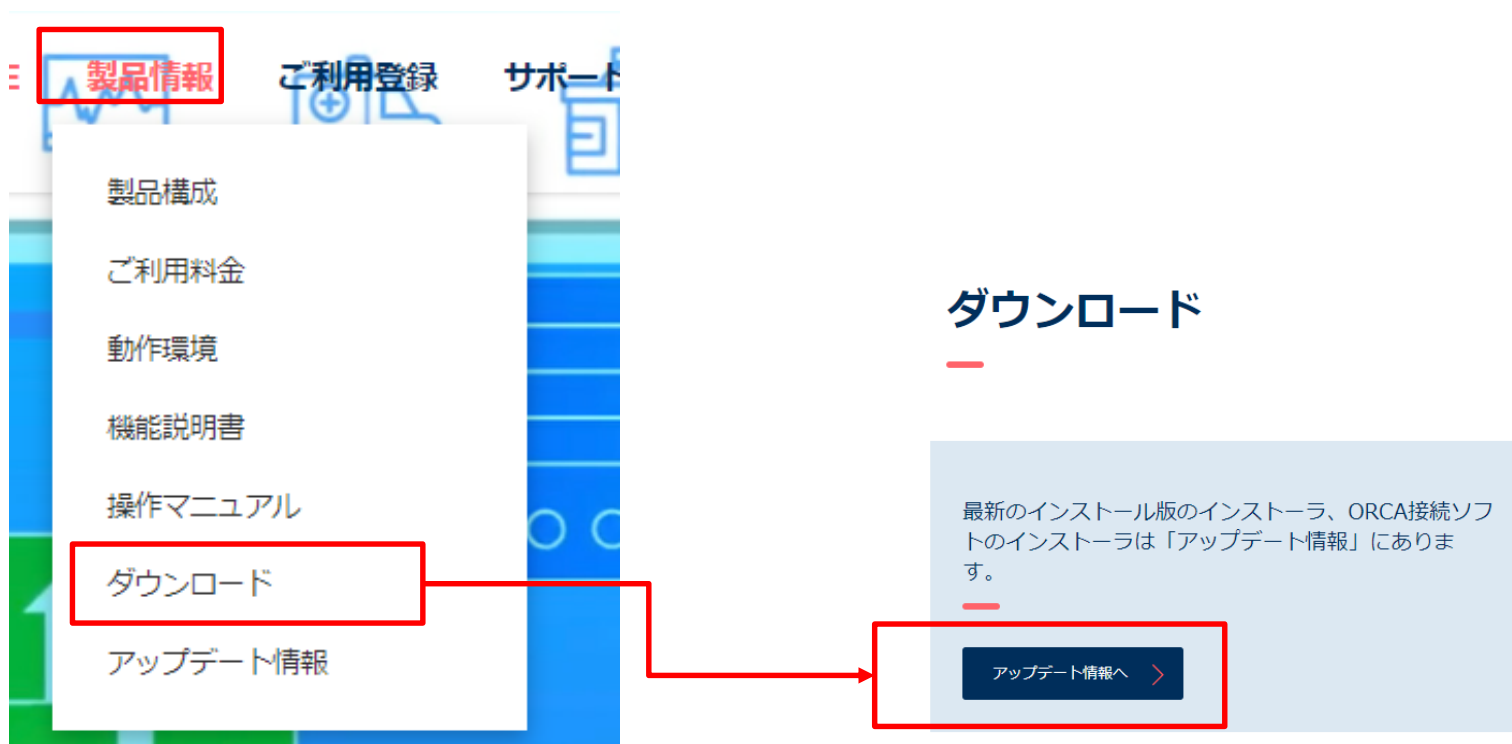 製品情報
ご利用登録
サポート
製品構成
ご利用料金
動作環境
機能説明書
操作マニュアル
ダウンロード
アップデート情報
ダウンロード
最新のインストール版のインストーラ、ORCA接続ソフ
トのインストーラは「アップデート情報」にありま
す。
アップデート情報へ